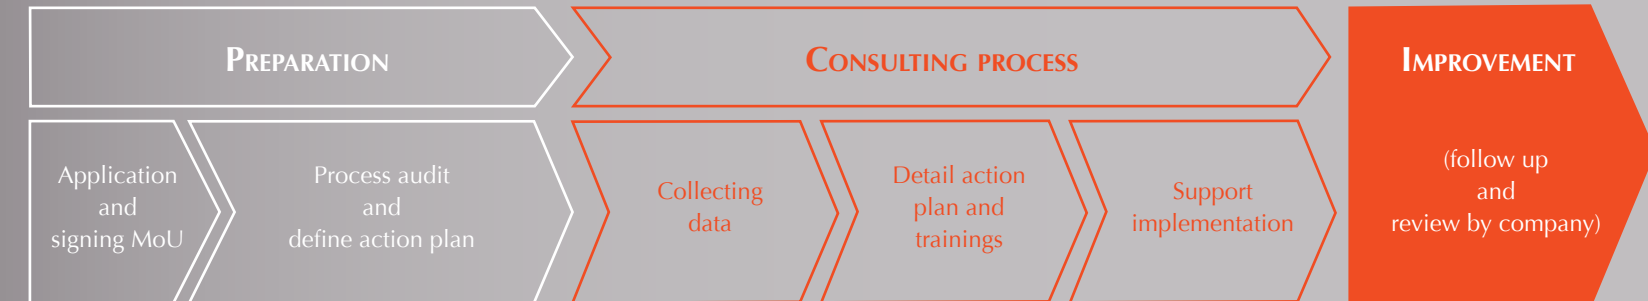 PREPARATION
CONSULTING PROCESS
IMPROVEMENT
Application
and
signing MoU
Process audit
and
define action plan
Collecting
data
Detail action
plan and
trainings
Support
implementation
(follow up
and
review by company)